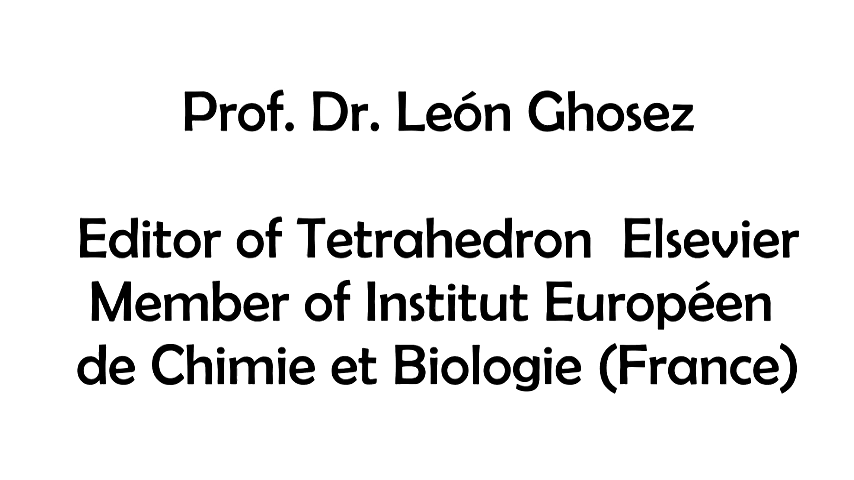 Prof. Dr. León Ghosez
Editor of Tetrahedron Elsevier
Member of Institut Européen
de Chimie et Biologie (France)